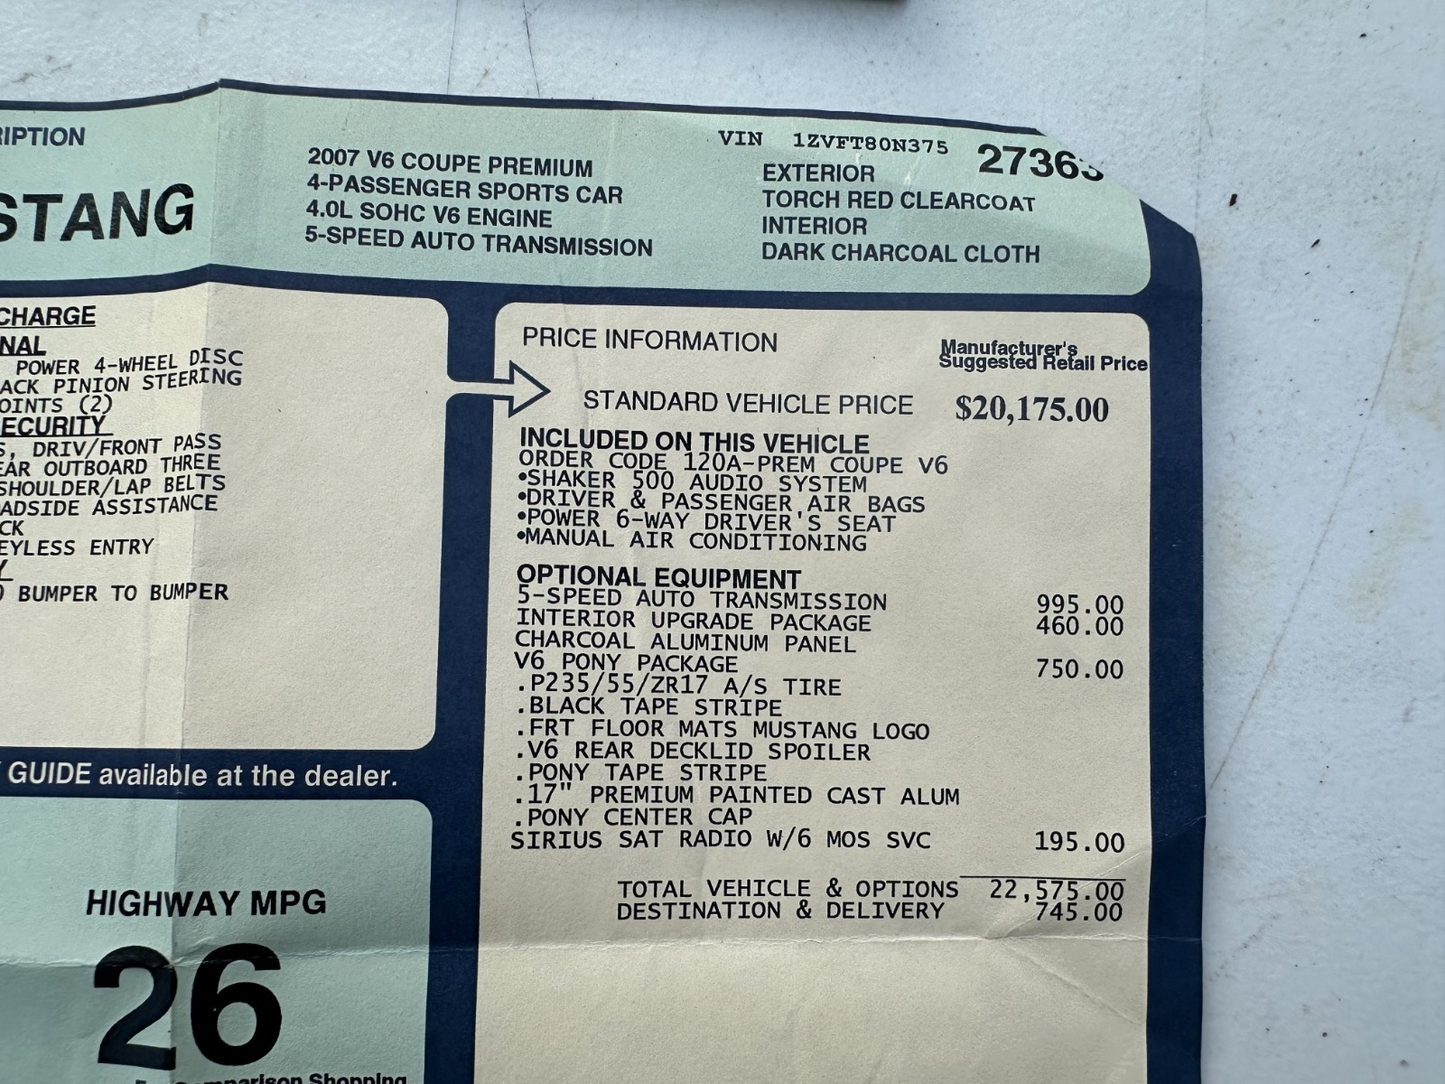 RIPTION
STANG
2007 V6 COUPE PREMIUM
4-PASSENGER SPORTS CAR
4.0L SOHC V6 ENGINE
5-SPEED AUTO TRANSMISSION
VIN 1ZVFT80N375 27363
EXTERIOR
TORCH RED CLEARCOAT
INTERIOR
DARK CHARCOAL CLOTH
CHARGE
NAL
POWER 4-WHEEL DISC
ACK PINION STEERING
OINTS (2)
ECURITY
S, DRIV/FRONT PASS
EAR OUTBOARD THREE
SHOULDER/LAP BELTS
ADSIDE ASSISTANCE
CK
EYLESS ENTRY
Y
BUMPER TO BUMPER
GUIDE available at the dealer.
HIGHWAY MPG
26
Comparison Shopping
PRICE INFORMATION
Manufacturer's
Suggested Retail Price
STANDARD VEHICLE PRICE $20,175.00
INCLUDED ON THIS VEHICLE
ORDER CODE 120A-PREM COUPE V6
•SHAKER 500 AUDIO SYSTEM
•DRIVER & PASSENGER AIR BAGS
•POWER 6-WAY DRIVER'S SEAT
•MANUAL AIR CONDITIONING
OPTIONAL EQUIPMENT
5-SPEED AUTO TRANSMISSION 995.00
INTERIOR UPGRADE PACKAGE 460.00
CHARCOAL ALUMINUM PANEL
V6 PONY PACKAGE 750.00
.P235/55/ZR17 A/S TIRE
.BLACK TAPE STRIPE
.FRT FLOOR MATS MUSTANG LOGO
.V6 REAR DECKLID SPOILER
.PONY TAPE STRIPE
.17" PREMIUM PAINTED CAST ALUM
.PONY CENTER CAP
SIRIUS SAT RADIO W/6 MOS SVC 195.00
TOTAL VEHICLE & OPTIONS 22,575.00
DESTINATION & DELIVERY 745.00